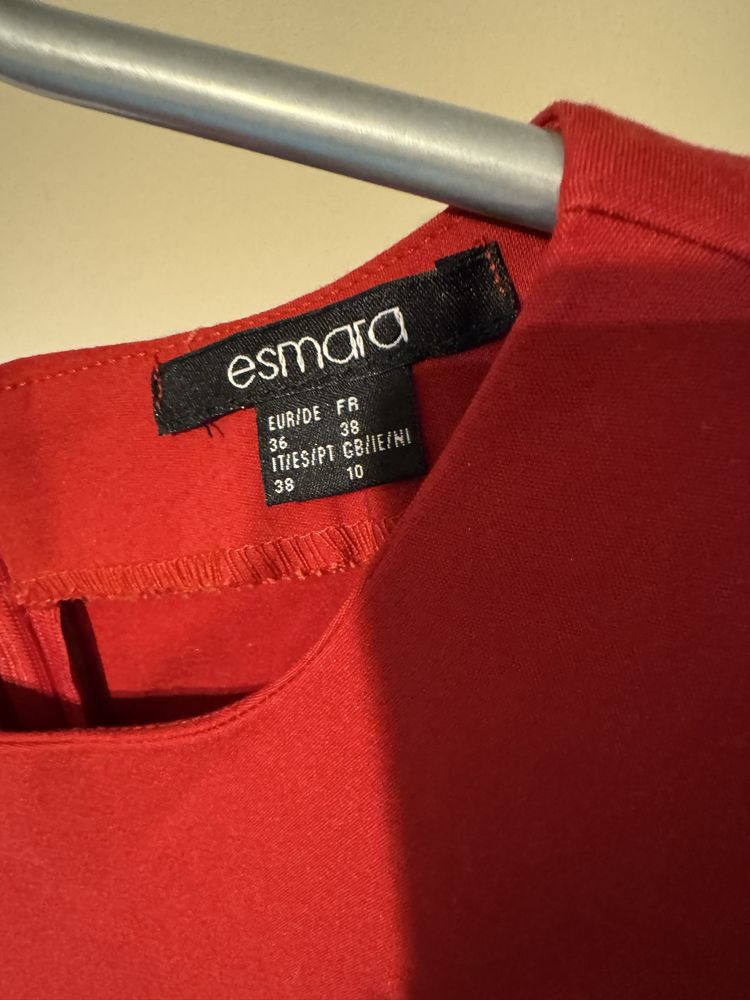 esmara
EUR/DE FR
36 38
IT/ES/PT GB/IE/NI
38 10